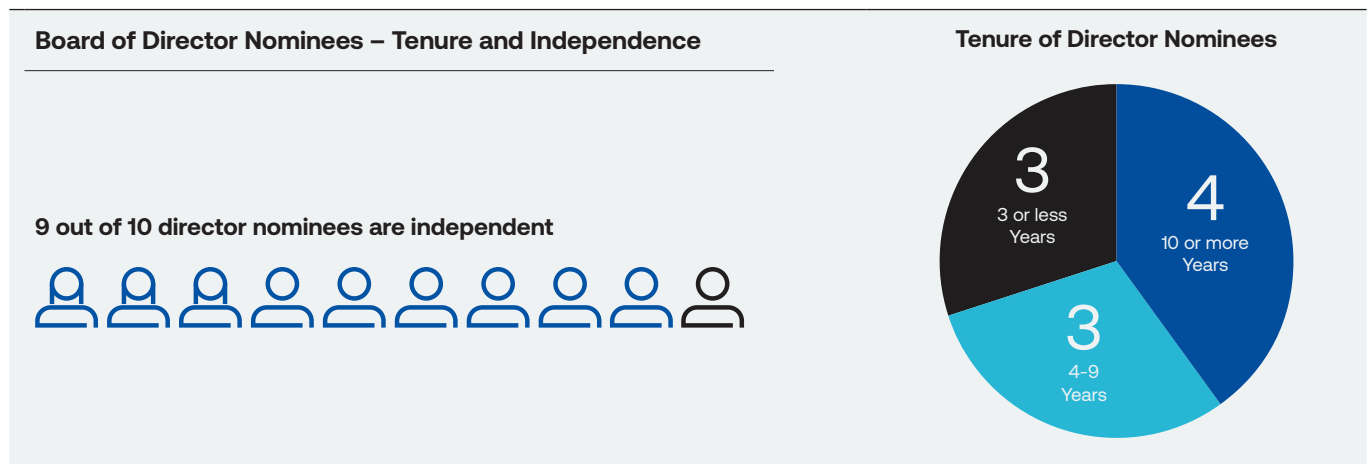 Board of Director Nominees – Tenure and Independence
9 out of 10 director nominees are independent
Tenure of Director Nominees
3
3 or less
Years
4
10 or more
Years
3
4-9
Years